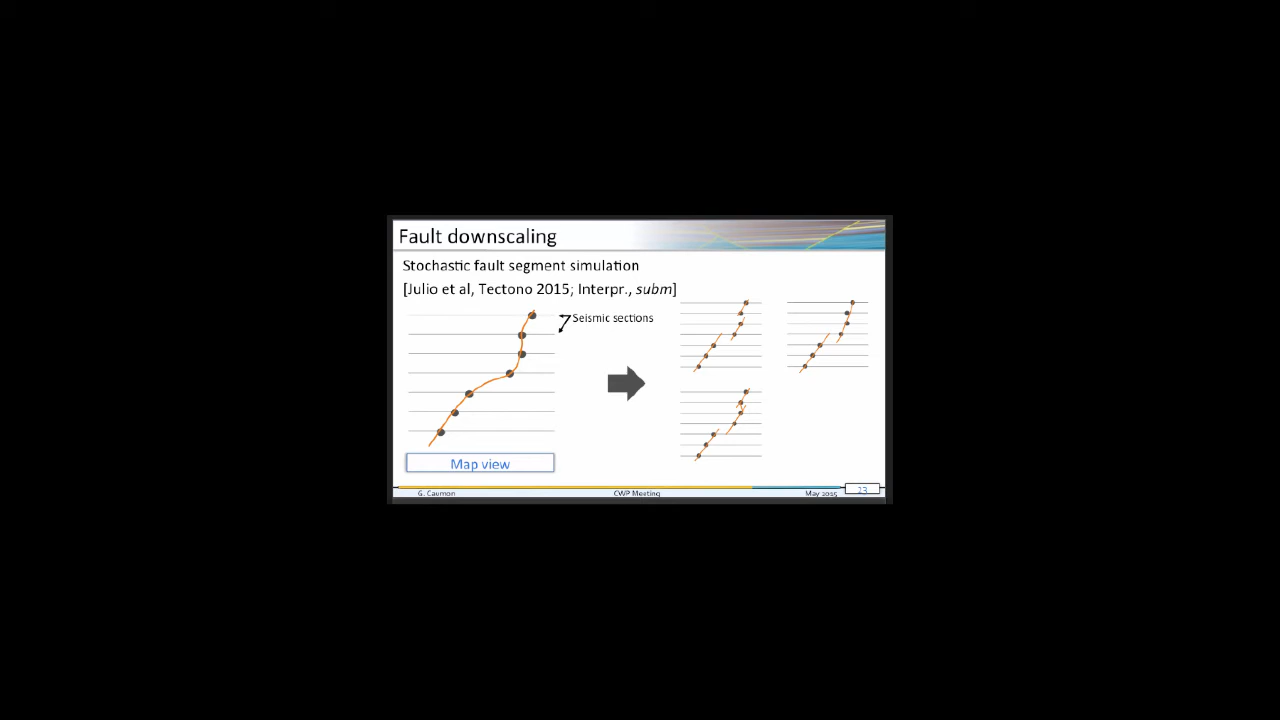 Fault downscaling
Stochastic fault segment simulation
[Julio et al, Tectono 2015; Interpr., subm]
Seismic sections
Map view
G. Caumon
CWP Meeting
May 2015
23